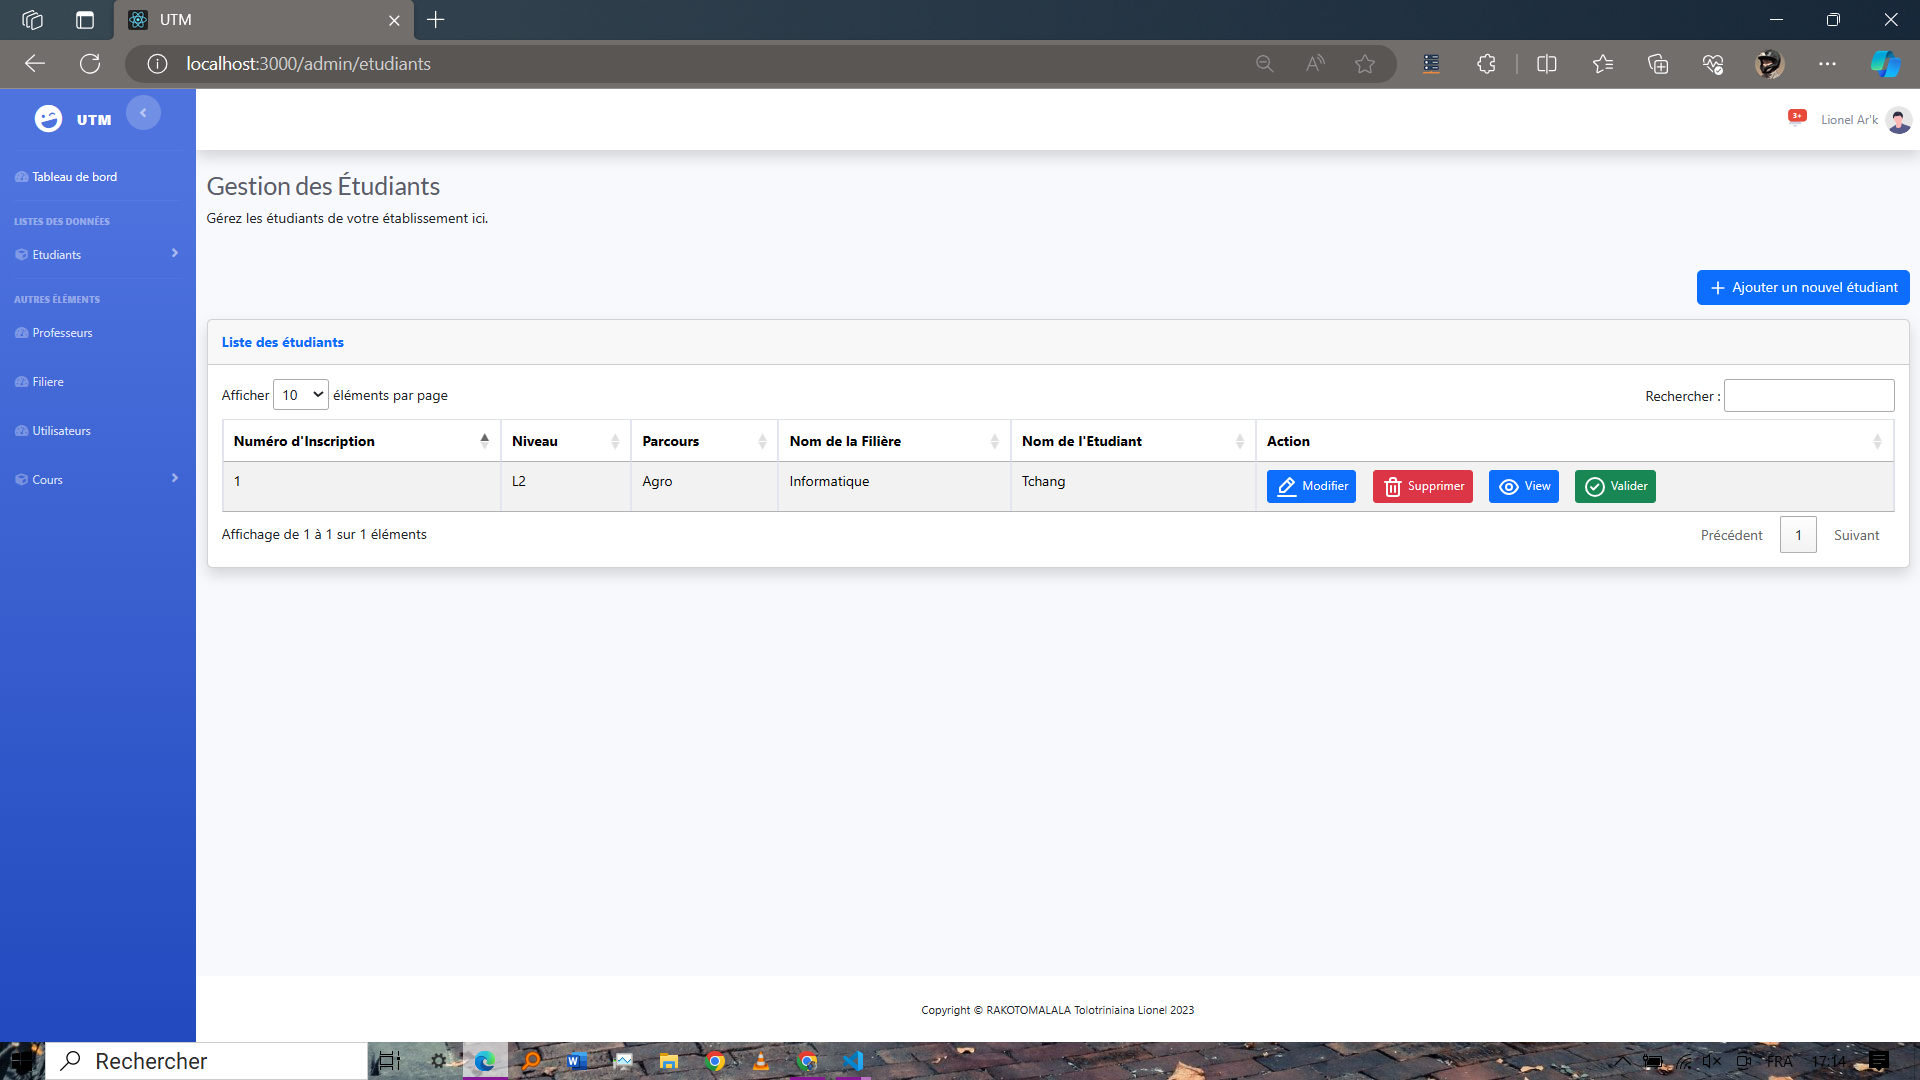 UTM
localhost:3000/admin/etudiants
UTM
3+
Lionel Ar'k
Tableau de bord
LISTES DES DONNÉES
Etudiants
AUTRES ÉLÉMENTS
Professeurs
Filiere
Utilisateurs
Cours
Gestion des Étudiants
Gérez les étudiants de votre établissement ici.
Ajouter un nouvel étudiant
Liste des étudiants
Afficher 10 éléments par page
Rechercher :
Numéro d'Inscription Niveau Parcours Nom de la Filière Nom de l'Etudiant Action
1 L2 Agro Informatique Tchang Modifier Supprimer View Valider
Affichage de 1 à 1 sur 1 éléments
Précédent 1 Suivant
Copyright © RAKOTOMALALA Tolotriniaina Lionel 2023
Rechercher
FRA 17:14